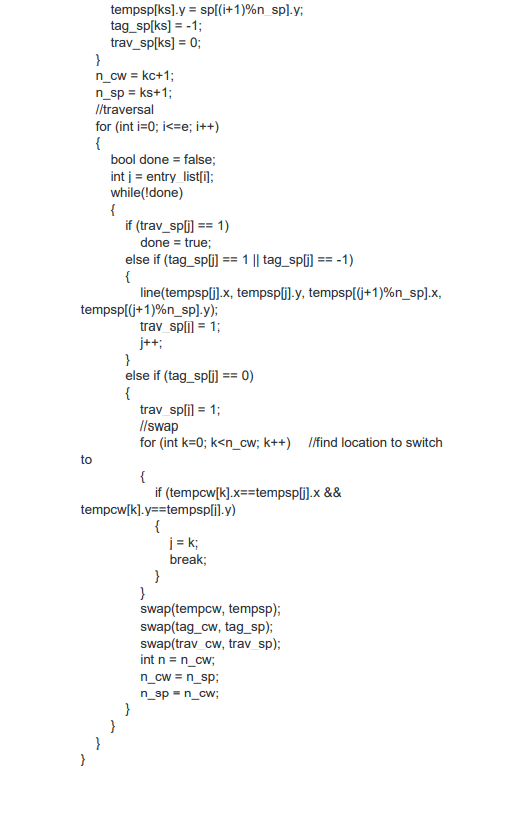 tempsp[ks].y = sp[(i+1)%n_sp].y;
tag_sp[ks] = -1;
trav_sp[ks] = 0;
}
n_cw = kc+1;
n_sp = ks+1;
//traversal
for (int i=0; i<=e; i++)
{
bool done = false;
int j = entry_list[i];
while(!done)
{
if (trav_sp[j] == 1)
done = true;
else if (tag_sp[j] == 1 || tag_sp[j] == -1)
{
line(tempsp[j].x, tempsp[j].y, tempsp[(j+1)%n_sp].x,
tempsp[(j+1)%n_sp].y);
trav_sp[j] = 1;
j++;
}
else if (tag_sp[j] == 0)
{
trav_sp[j] = 1;
//swap
for (int k=0; k<n_cw; k++) //find location to switch
to
{
if (tempcw[k].x==tempsp[j].x &&
tempcw[k].y==tempsp[j].y)
{
j = k;
break;
}
}
swap(tempcw, tempsp);
swap(tag_cw, tag_sp);
swap(trav_cw, trav_sp);
int n = n_cw;
n_cw = n_sp;
n_sp = n_cw;
}
}
}
}